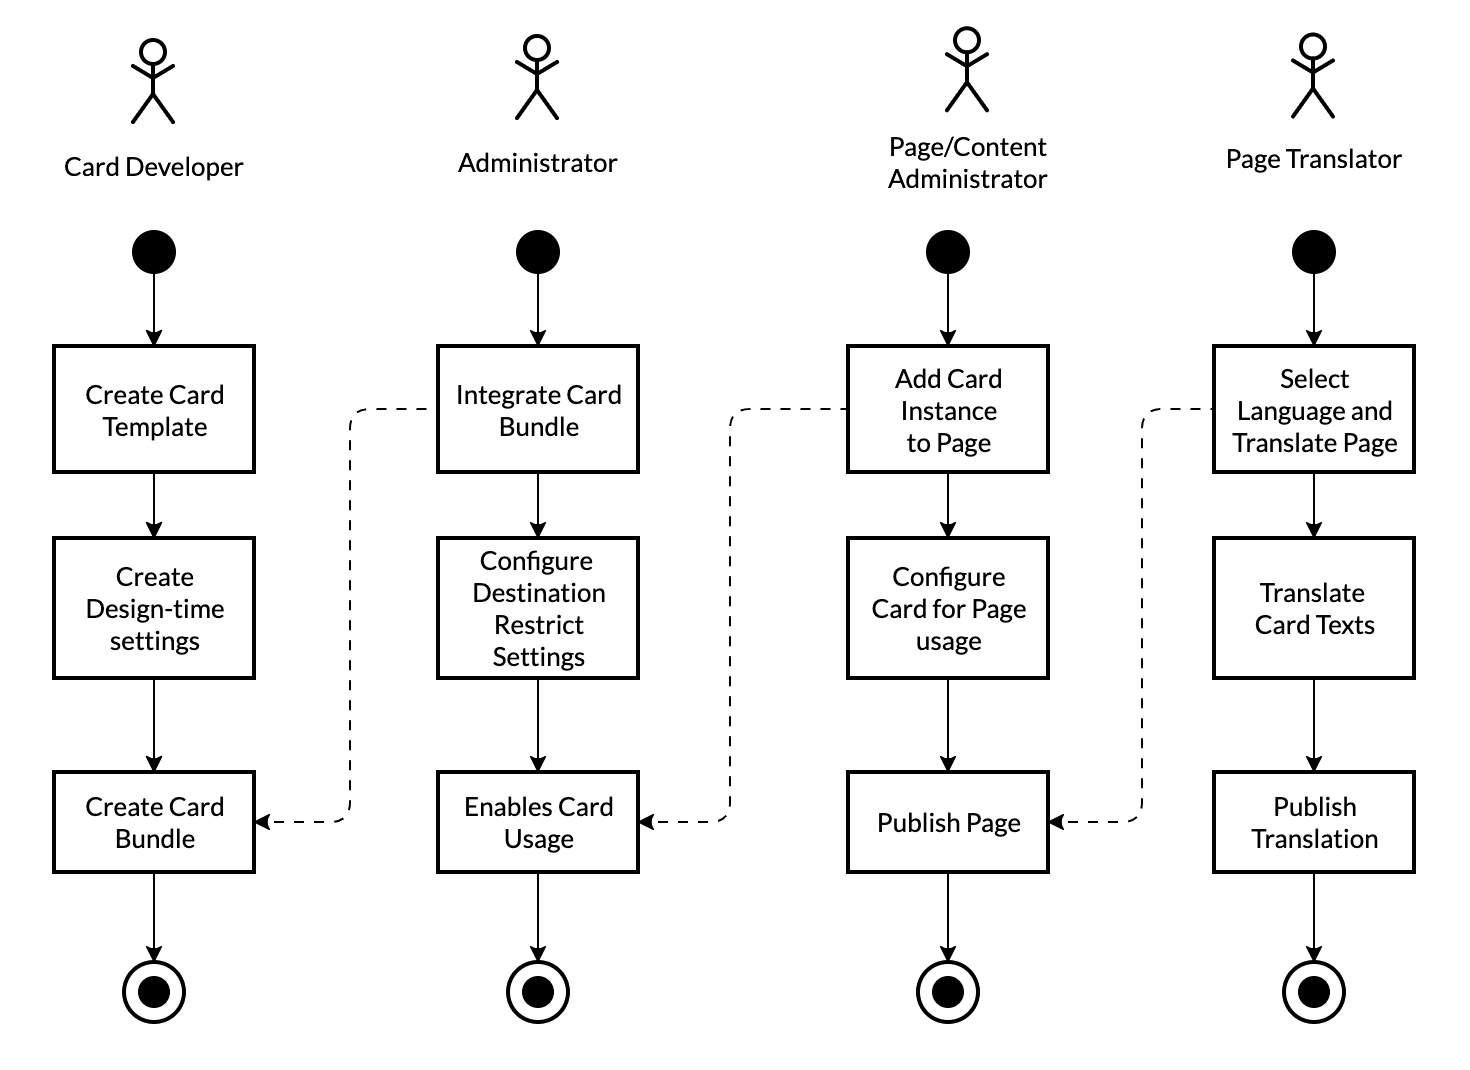 Card Developer
Administrator
Page/Content
Administrator
Page Translator
Create Card
Template
Integrate Card
Bundle
Add Card
Instance
to Page
Select
Language and
Translate Page
Create
Design-time
settings
Configure
Destination
Restrict
Settings
Configure
Card for Page
usage
Translate
Card Texts
Create Card
Bundle
Enables Card
Usage
Publish Page
Publish
Translation